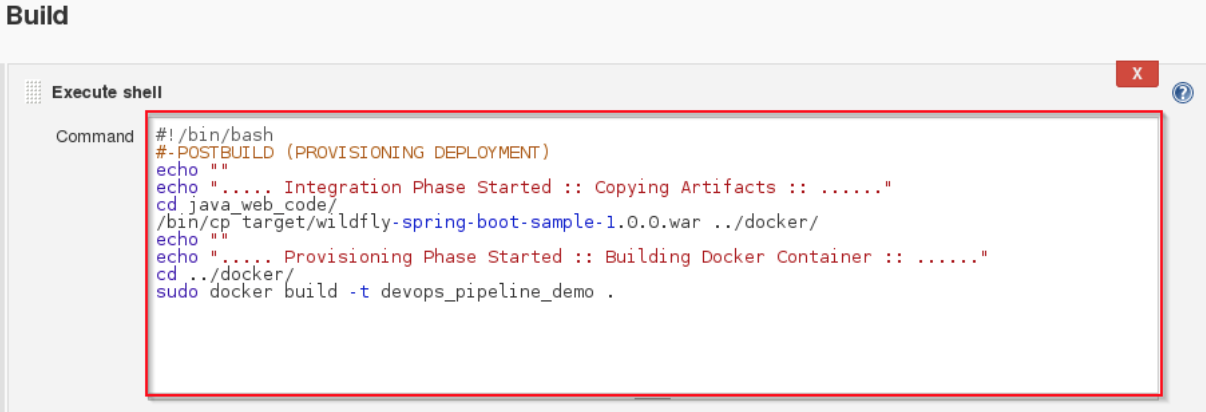 Build
X
Execute shell
?
Command
#!/bin/bash
#-POSTBUILD (PROVISIONING DEPLOYMENT)
echo ""
echo "..... Integration Phase Started :: Copying Artifacts :: ......"
cd java_web_code/
/bin/cp target/wildfly-spring-boot-sample-1.0.0.war ../docker/
echo ""
echo "..... Provisioning Phase Started :: Building Docker Container :: ......"
cd ../docker/
sudo docker build -t devops_pipeline_demo .